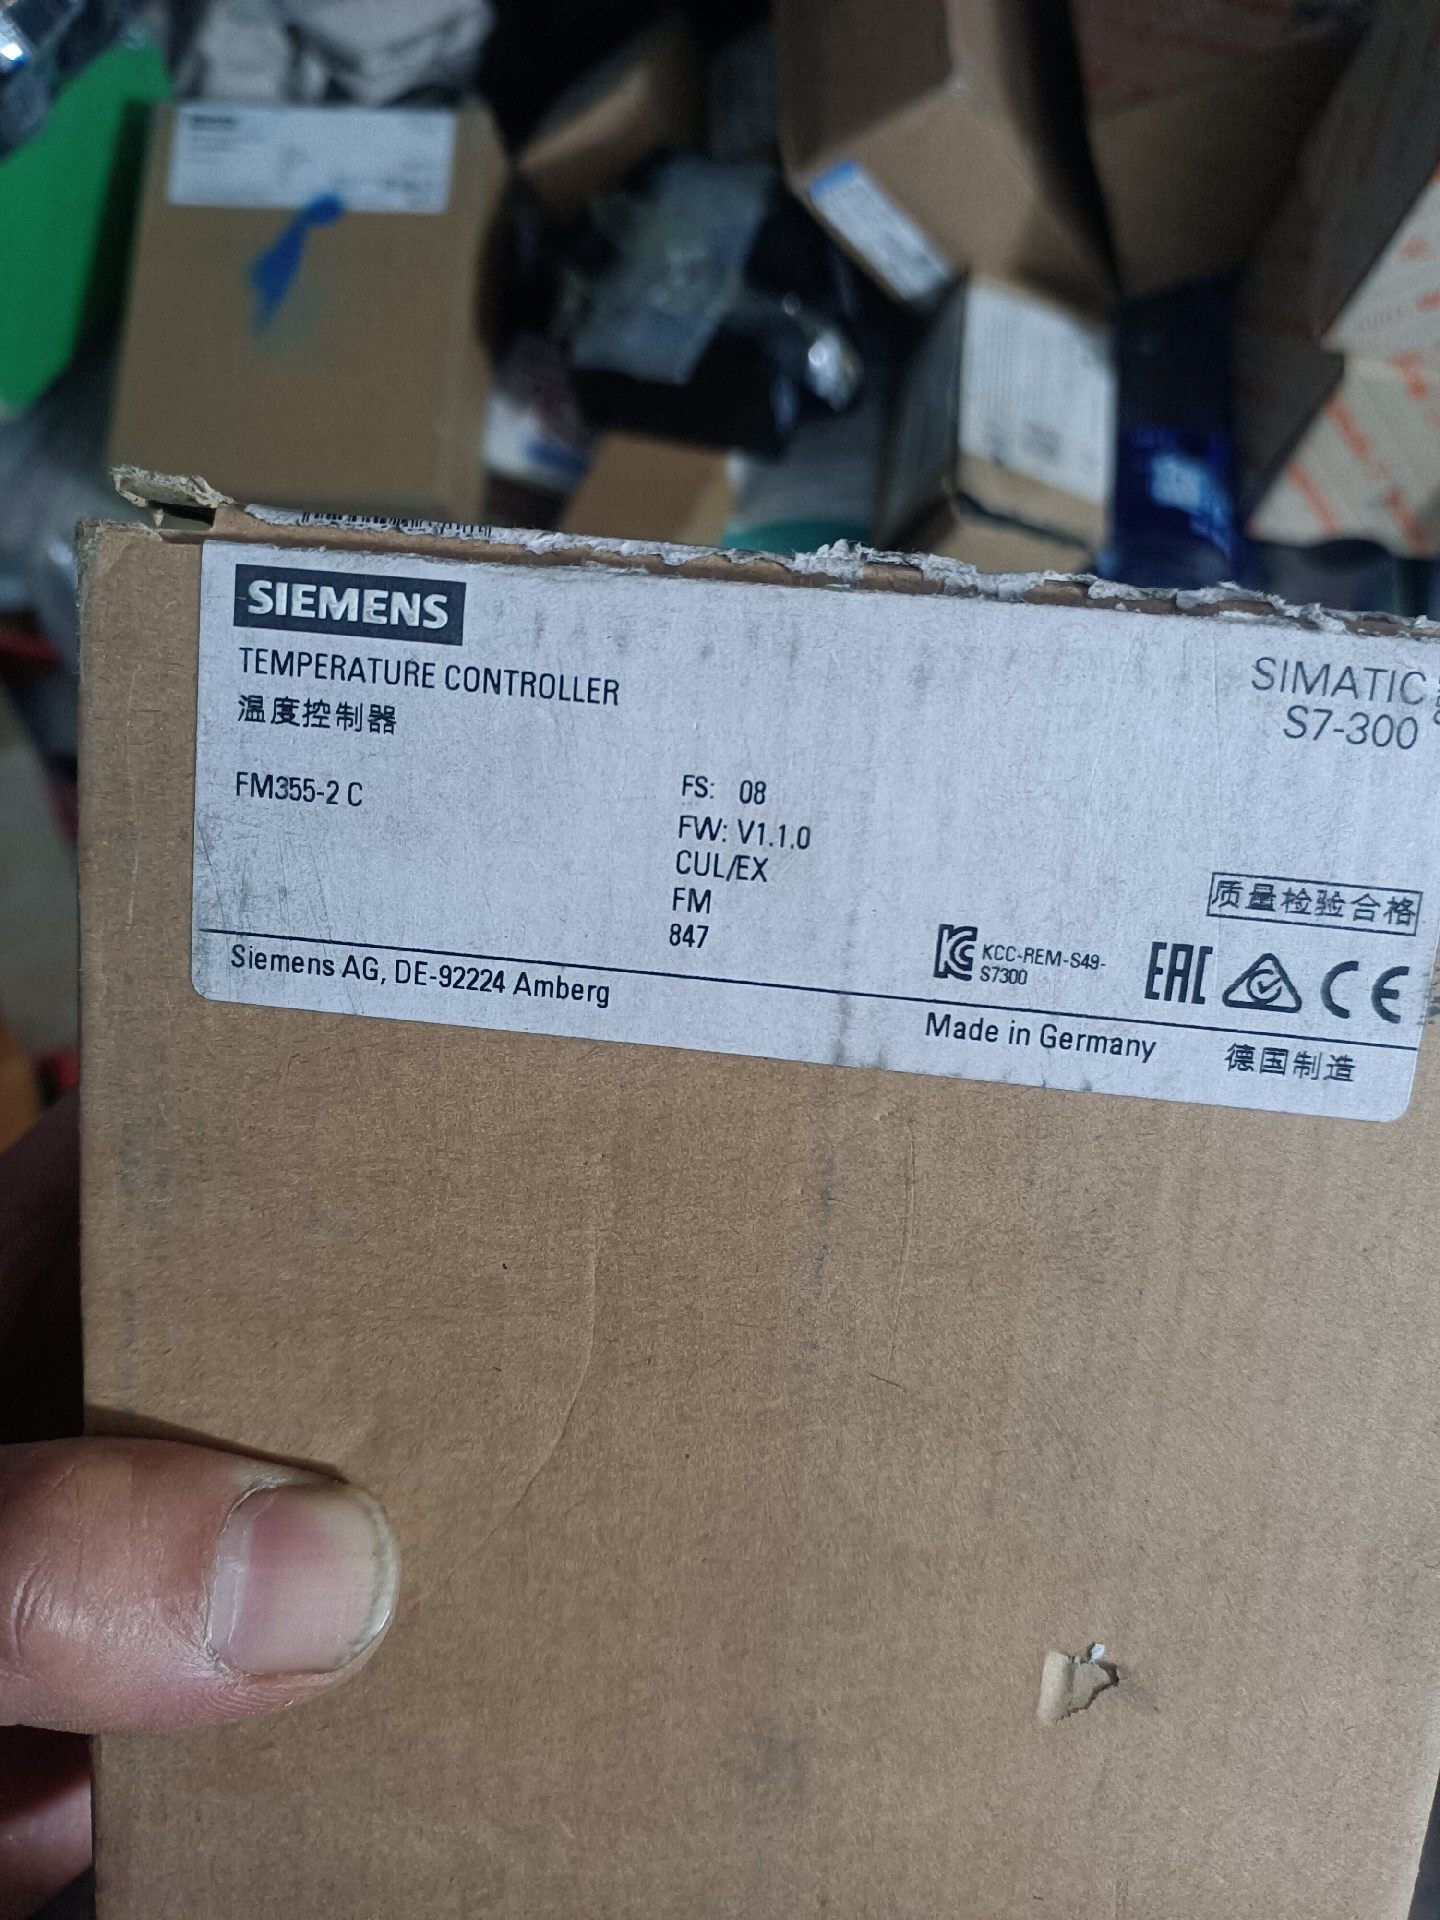 SIEMENS
TEMPERATURE CONTROLLER
温度控制器
SIMATIC
S7-300
FM355-2 C
FS: 08
FW: V1.1.0
CUL/EX
FM
847
质量检验合格
KCC-REM-S49-
S7300
EAC
CE
Siemens AG, DE-92224 Amberg
Made in Germany
德国制造